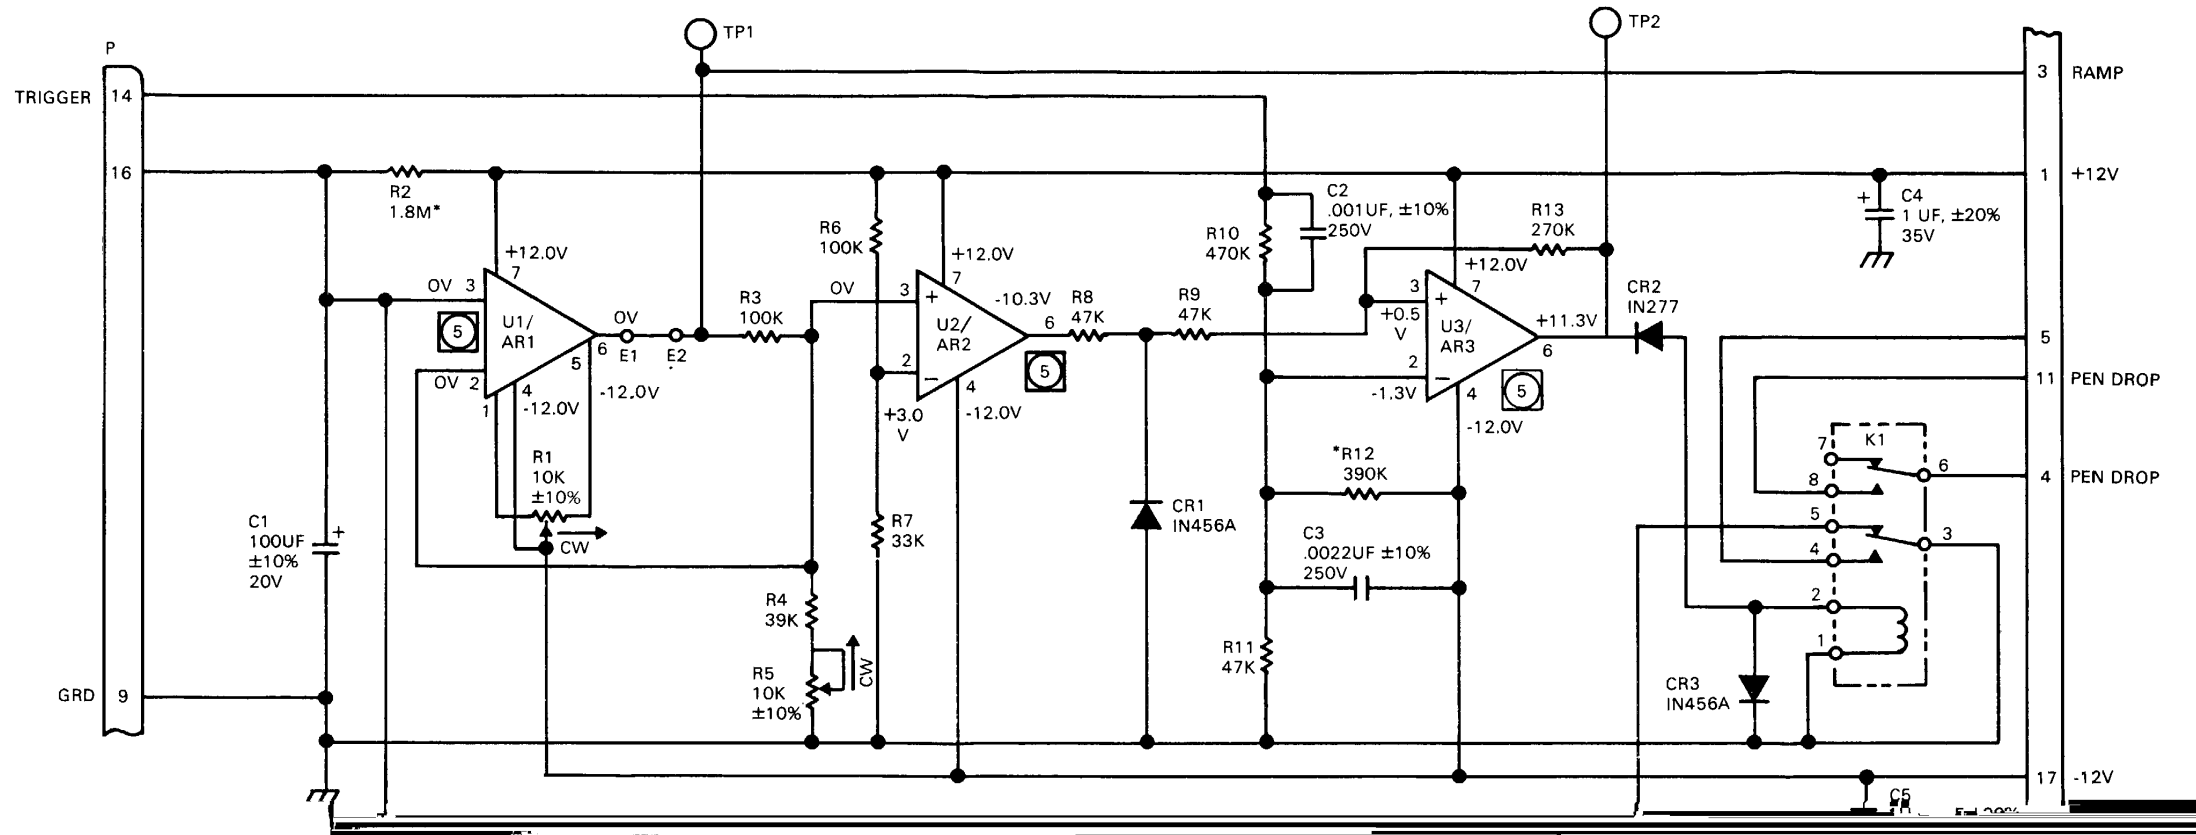 P
TP1
TP2
TRIGGER 14
3 RAMP
16
1 +12V
R2
1.8M*
+12.0V
7
OV 3
5
U1/
AR1
6
5
OV 2
1
4
-12.0V
-12.0V
OV
E1
E2
R1
10K
±10%
CW
C1
100UF
±10%
20V
+
GRD 9
R3
100K
R4
39K
R5
10K
±10%
CW
R6
100K
OV
3
+
+12.0V
7
U2/
AR2
2
−
4
-12.0V
-10.3V
6
5
+3.0
V
R7
33K
R8
47K
R9
47K
CR1
IN456A
R10
470K
C2
.001UF, ±10%
250V
R13
270K
+12.0V
7
3
+
+0.5
V
U3/
AR3
2
−
-1.3V
4
-12.0V
+11.3V
6
5
*R12
390K
C3
.0022UF ±10%
250V
R11
47K
CR2
IN277
+
C4
1 UF, ±20%
35V
5
11 PEN DROP
K1
7
6
4 PEN DROP
8
5
3
4
2
1
CR3
IN456A
17 -12V
C5